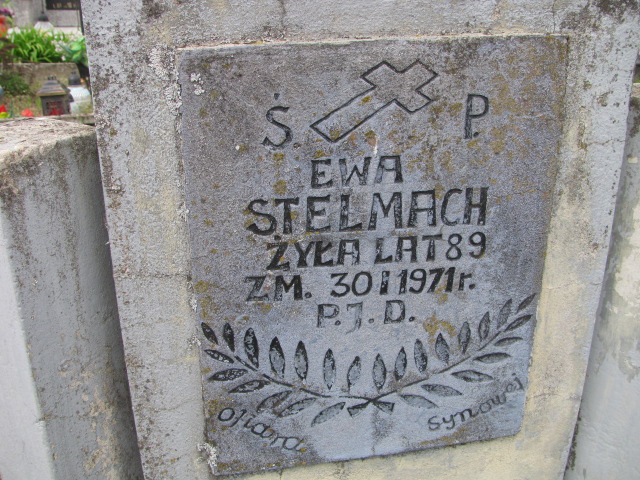 Ś. P.
EWA
STELMACH
ŻYŁA LAT 89
ZM. 30 I 1971 r.
P.J.D.
ofiara synowej